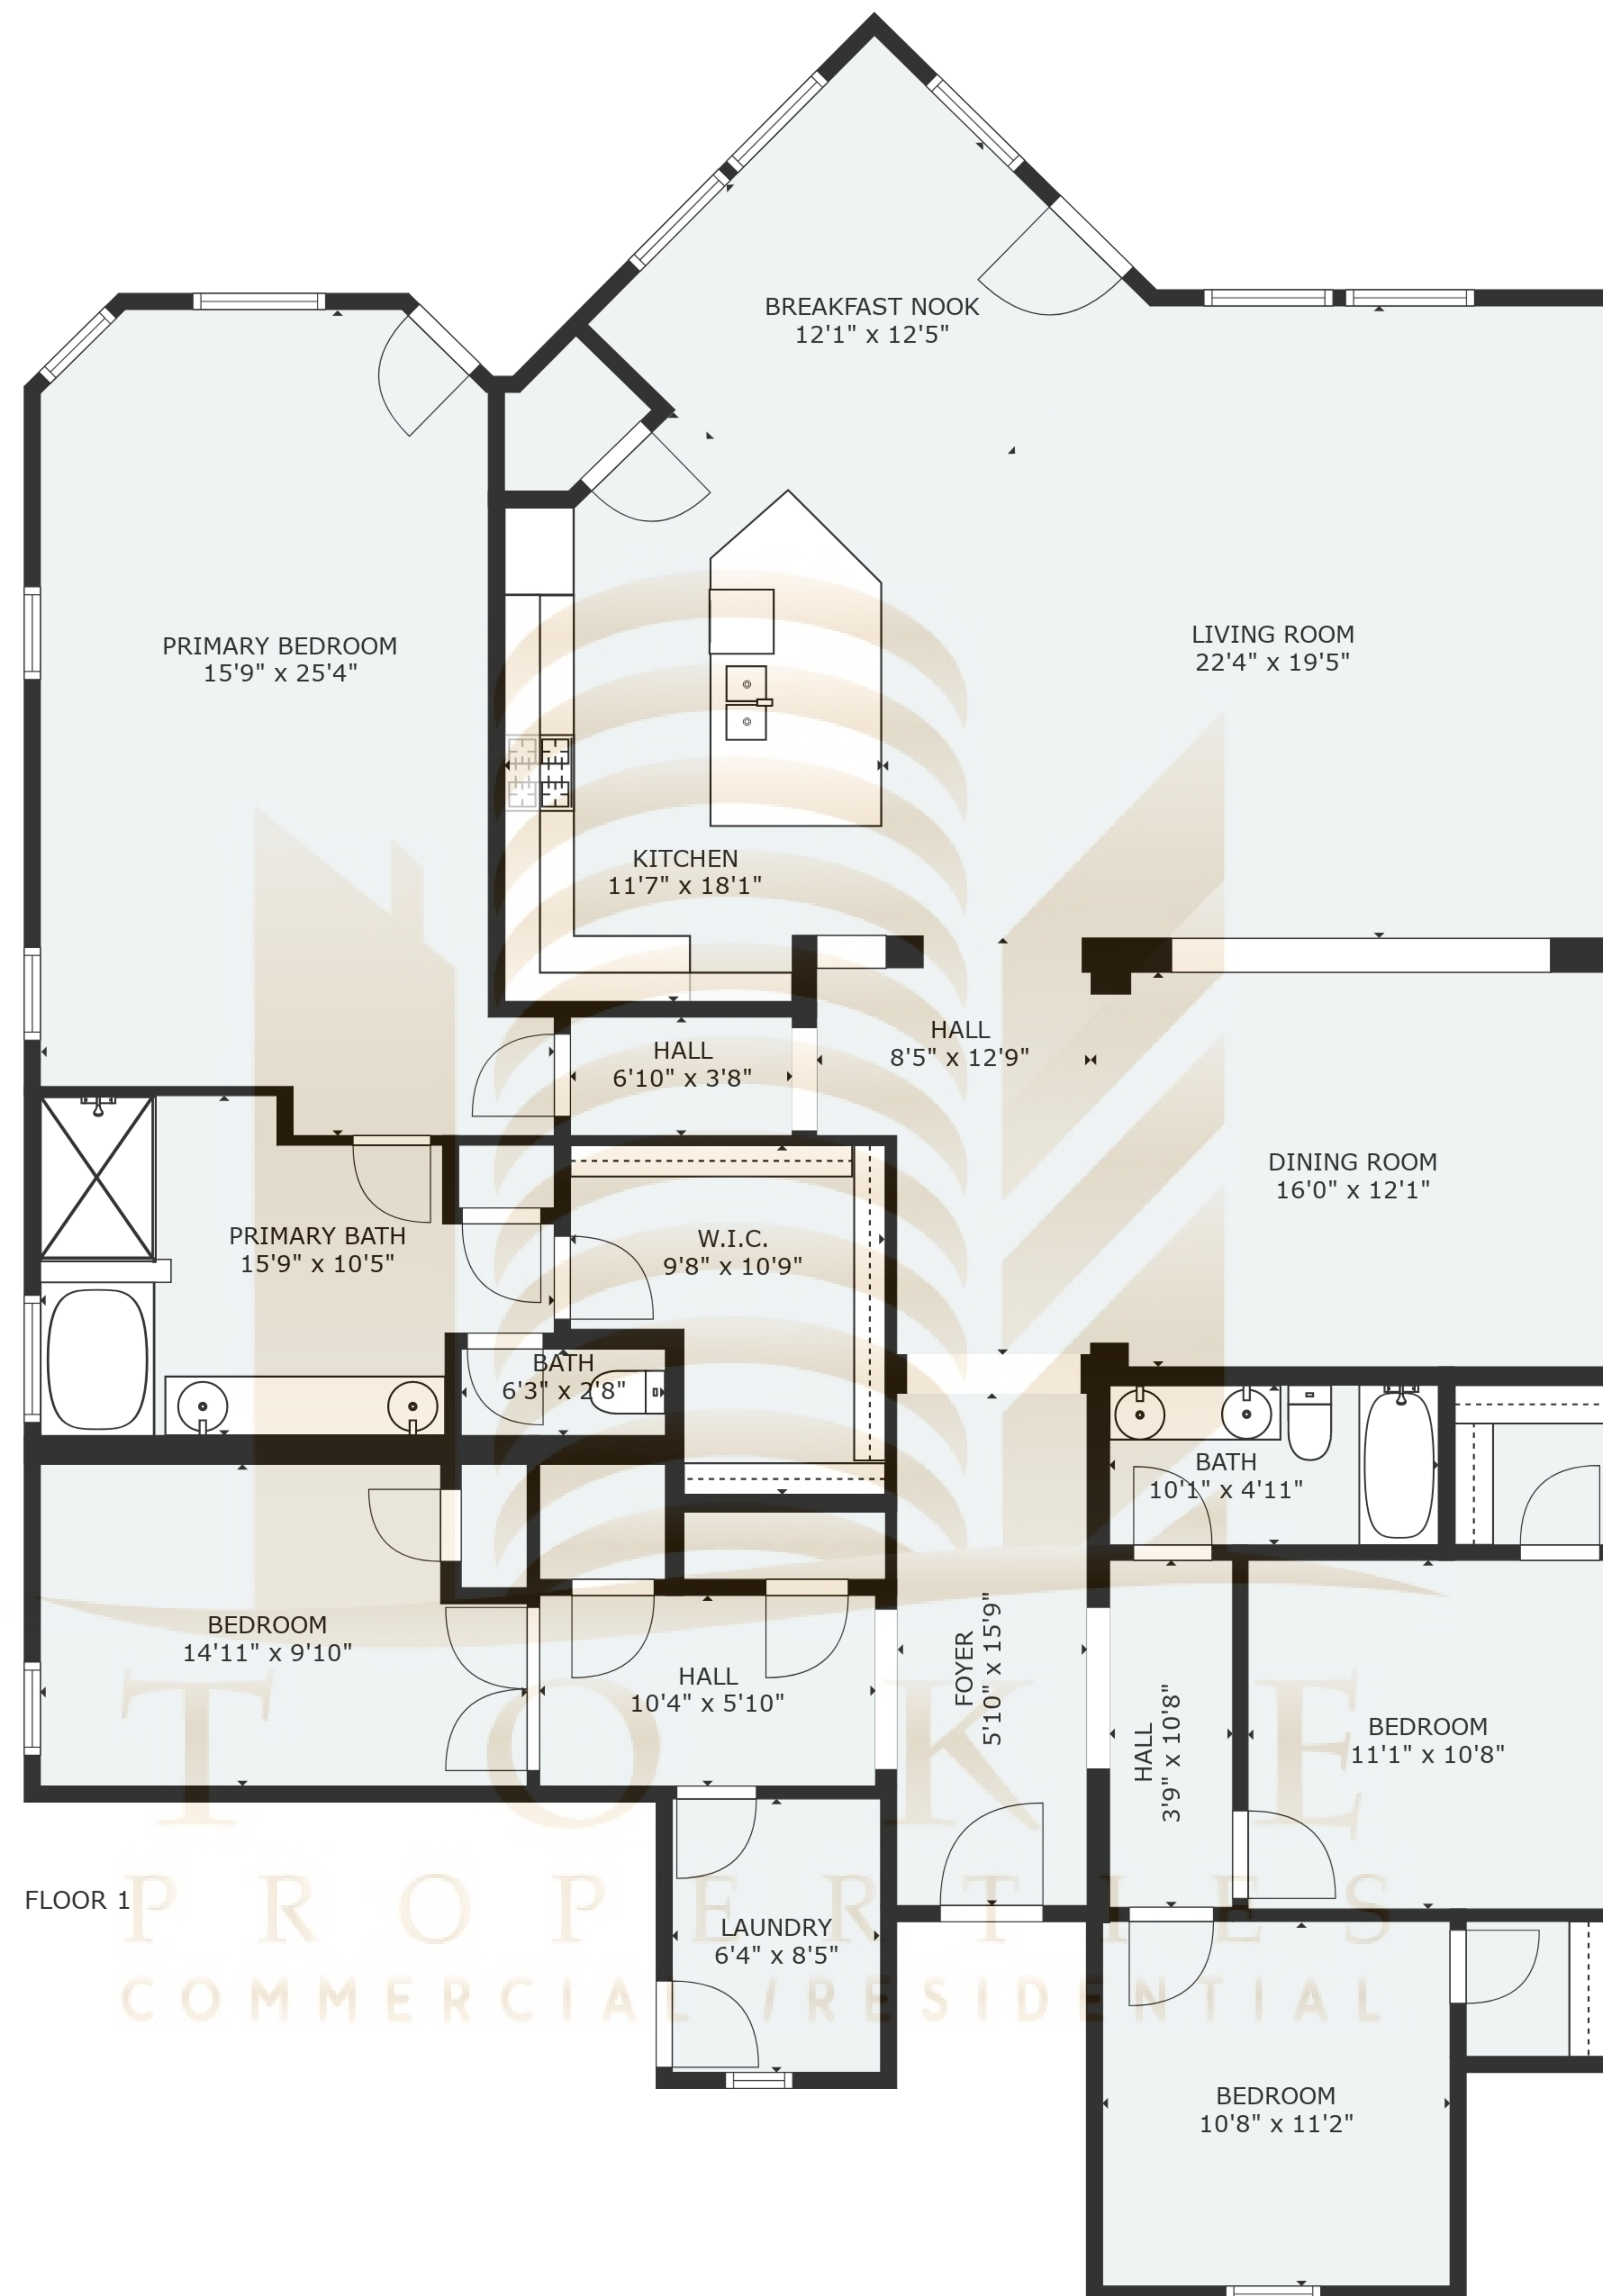 BREAKFAST NOOK
12'1" x 12'5"
PRIMARY BEDROOM
15'9" x 25'4"
LIVING ROOM
22'4" x 19'5"
KITCHEN
11'7" x 18'1"
HALL
6'10" x 3'8"
HALL
8'5" x 12'9"
DINING ROOM
16'0" x 12'1"
PRIMARY BATH
15'9" x 10'5"
W.I.C.
9'8" x 10'9"
BATH
6'3" x 2'8"
BATH
10'1" x 4'11"
BEDROOM
14'11" x 9'10"
HALL
10'4" x 5'10"
FOYER
5'10" x 15'9"
HALL
3'9" x 10'8"
BEDROOM
11'1" x 10'8"
TOKE
PROPERTIES
COMMERCIAL /RESIDENTIAL
FLOOR 1
LAUNDRY
6'4" x 8'5"
BEDROOM
10'8" x 11'2"